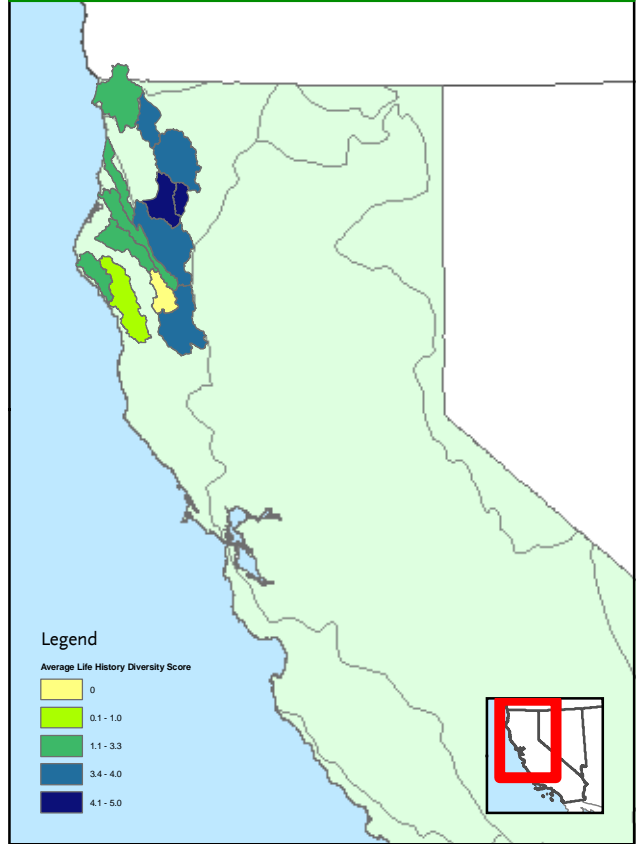 Legend
Average Life History Diversity Score
0
0.1 - 1.0
1.1 - 3.3
3.4 - 4.0
4.1 - 5.0